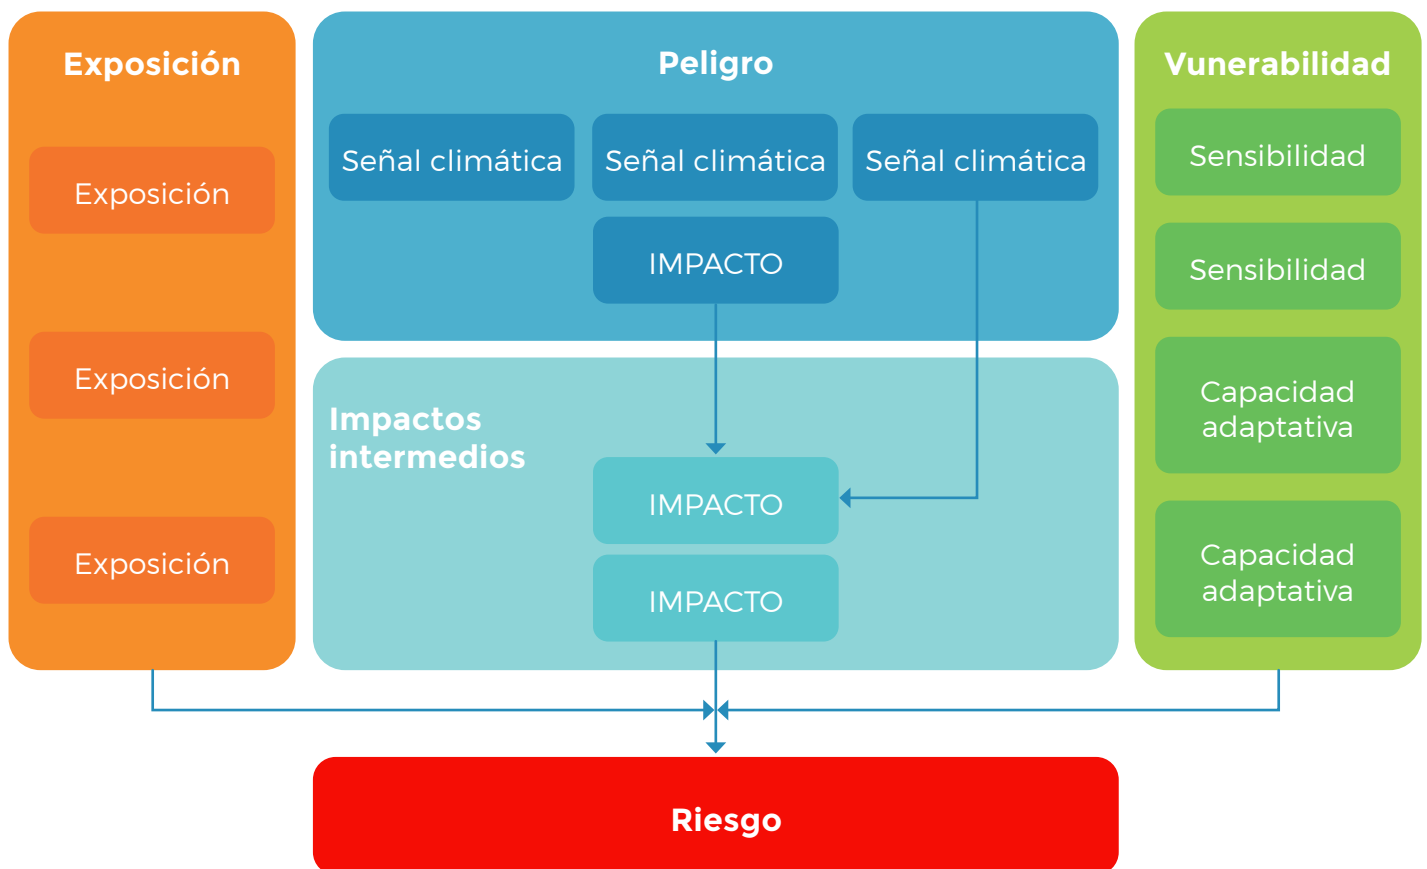 Exposición
Exposición
Exposición
Exposición
Peligro
Señal climática
Señal climática
Señal climática
IMPACTO
Impactos
intermedios
IMPACTO
IMPACTO
Vunerabilidad
Sensibilidad
Sensibilidad
Capacidad
adaptativa
Capacidad
adaptativa
Riesgo